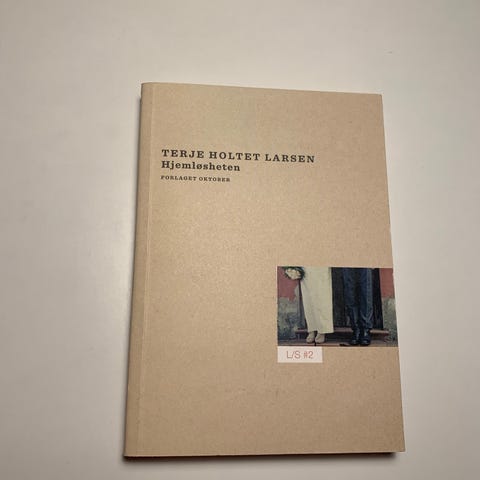 TERJE HOLTET LARSEN
Hjemløsheten
FORLAGET OKTOBER
L/S #2